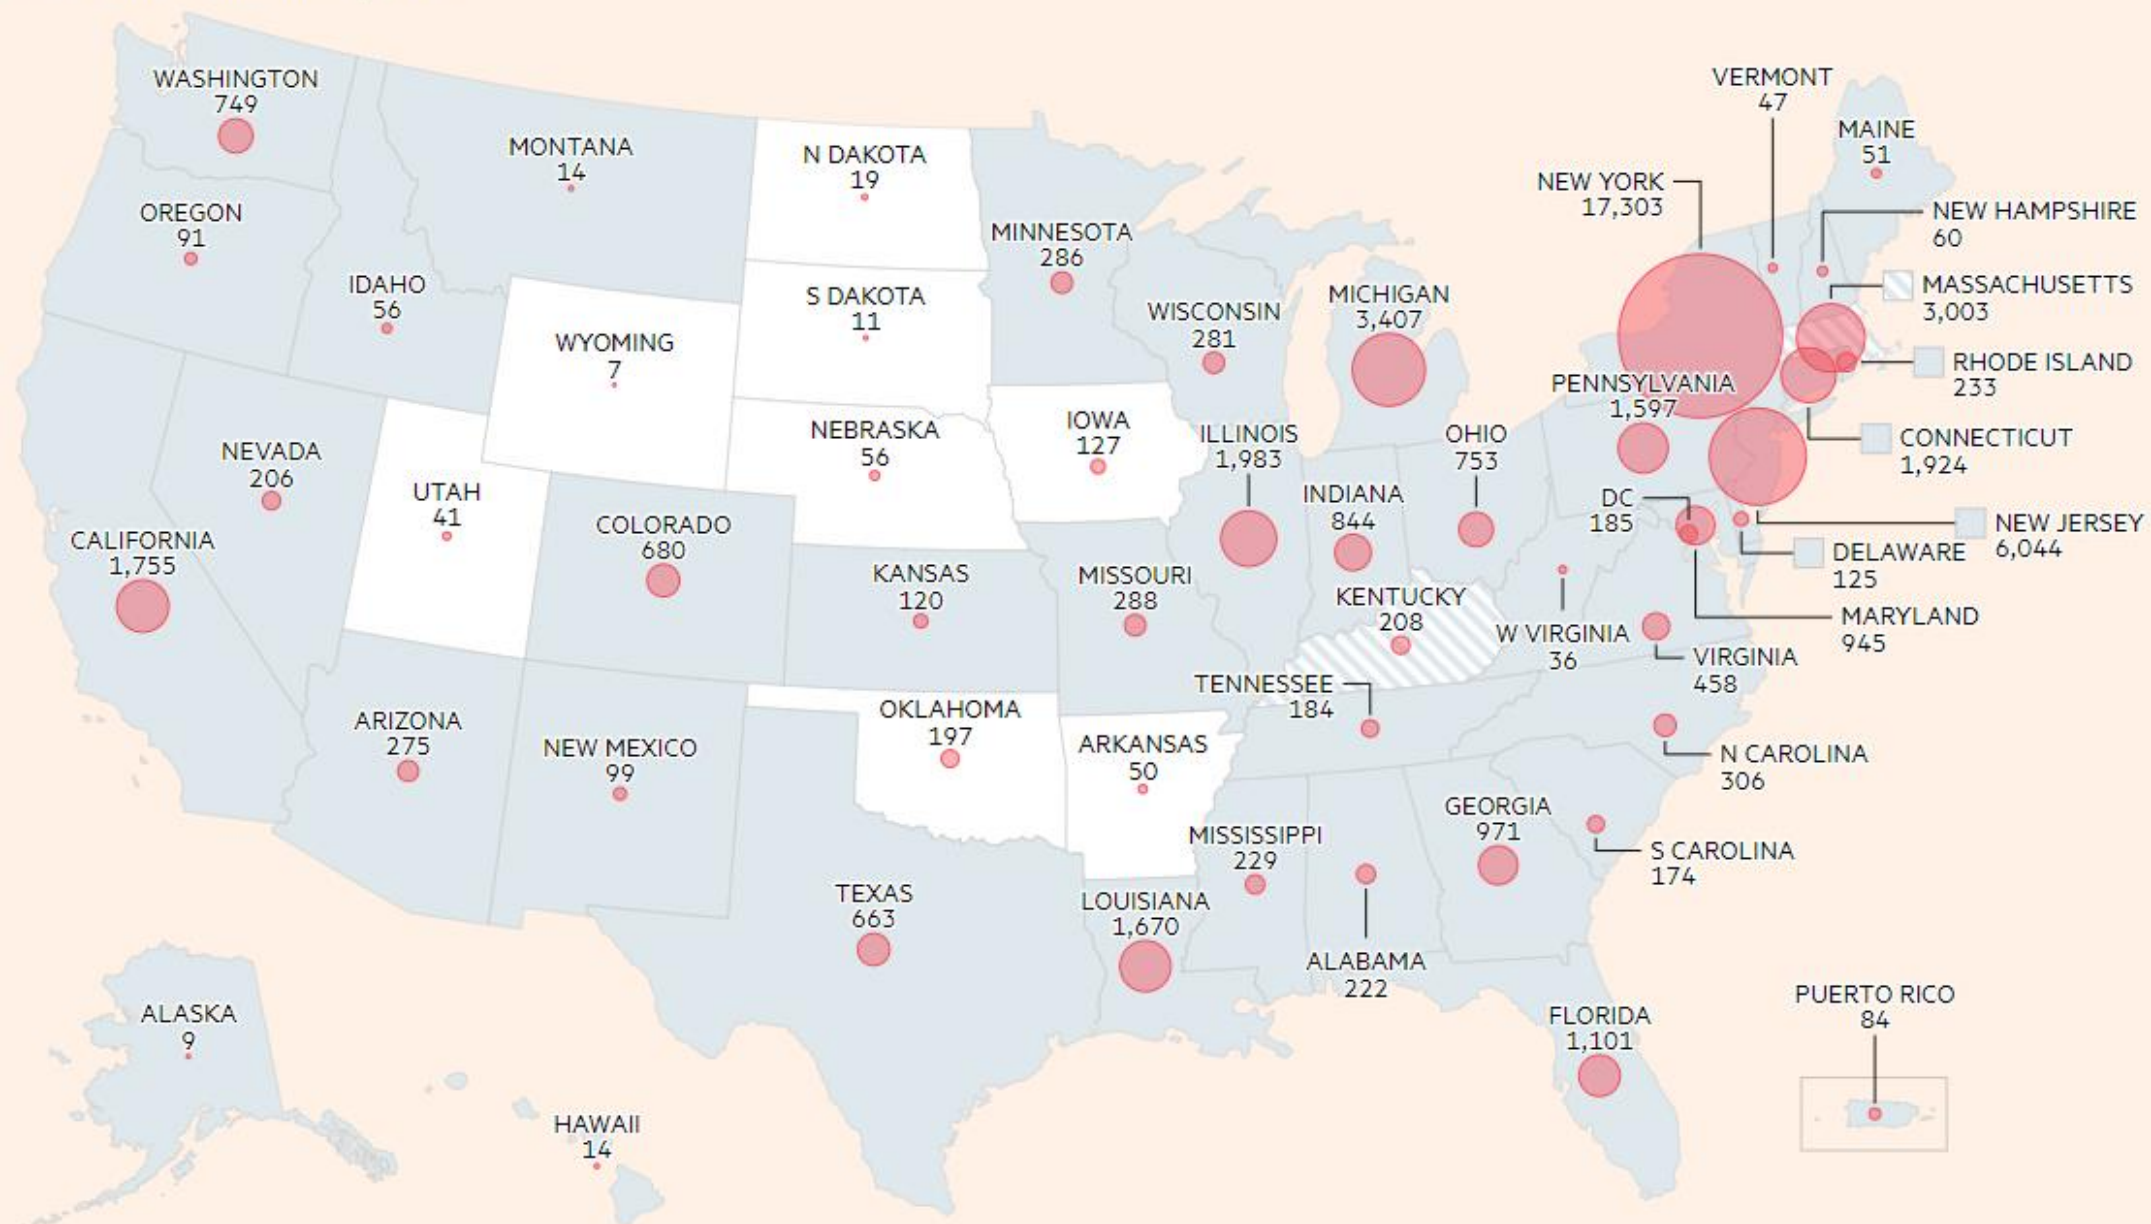 WASHINGTON
749
MONTANA
14
N DAKOTA
19
VERMONT
47
MAINE
51
NEW YORK
17,303
OREGON
91
MINNESOTA
286
NEW HAMPSHIRE
60
IDAHO
56
S DAKOTA
11
WISCONSIN
281
MICHIGAN
3,407
MASSACHUSETTS
3,003
WYOMING
7
RHODE ISLAND
233
PENNSYLVANIA
1,597
NEVADA
206
NEBRASKA
56
IOWA
127
ILLINOIS
1,983
OHIO
753
CONNECTICUT
1,924
UTAH
41
COLORADO
680
INDIANA
844
DC
185
NEW JERSEY
6,044
CALIFORNIA
1,755
DELAWARE
125
KANSAS
120
MISSOURI
288
KENTUCKY
208
MARYLAND
945
W VIRGINIA
36
VIRGINIA
458
TENNESSEE
184
ARIZONA
275
NEW MEXICO
99
OKLAHOMA
197
ARKANSAS
50
N CAROLINA
306
GEORGIA
971
MISSISSIPPI
229
S CAROLINA
174
TEXAS
663
LOUISIANA
1,670
ALABAMA
222
PUERTO RICO
84
ALASKA
9
FLORIDA
1,101
HAWAII
14